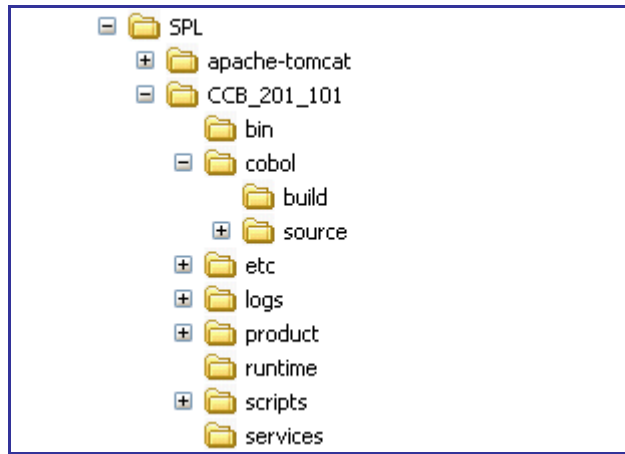 SPL
apache-tomcat
CCB_201_101
bin
cobol
build
source
etc
logs
product
runtime
scripts
services